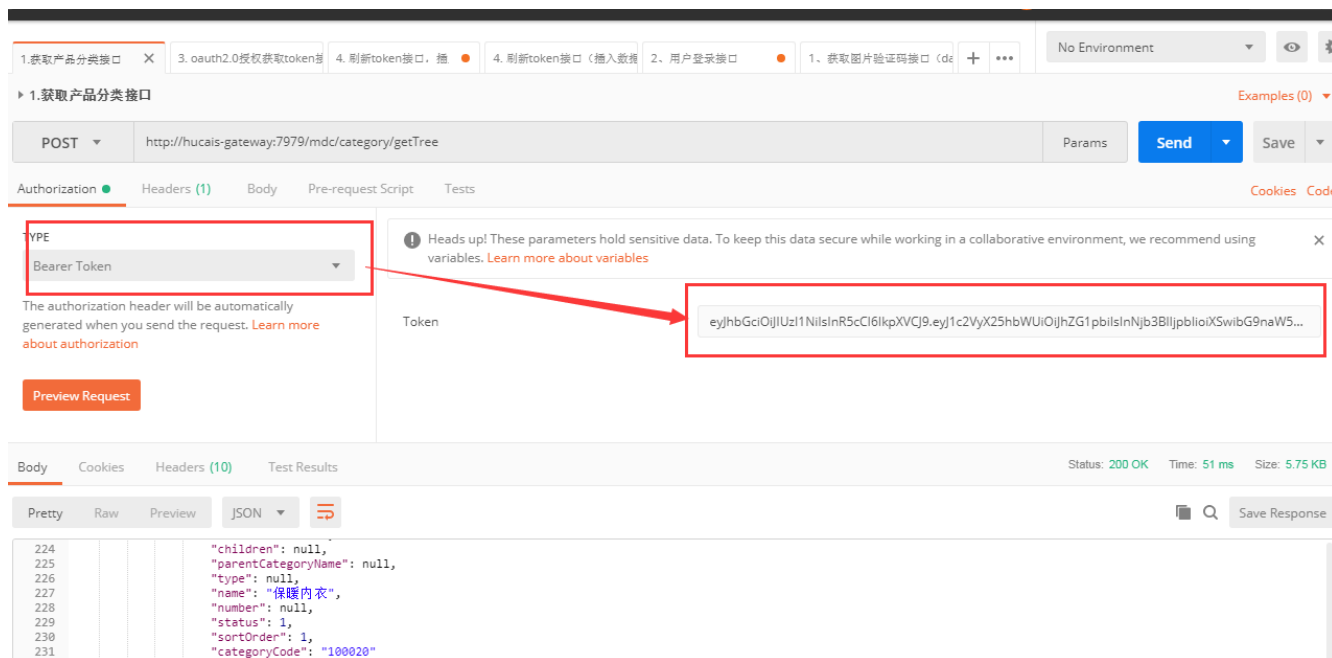 1.获取产品分类接口
3. oauth2.0授权获取token接
4. 刷新token接口，插
4. 刷新token接口（插入数据
2、用户登录接口
1、获取图片验证码接口（da
No Environment
1.获取产品分类接口
Examples (0)
POST
http://hucais-gateway:7979/mdc/category/getTree
Params
Send
Save
Authorization
Headers (1)
Body
Pre-request Script
Tests
Cookies
Code
TYPE
Bearer Token
The authorization header will be automatically
generated when you send the request. Learn more
about authorization
Preview Request
Heads up! These parameters hold sensitive data. To keep this data secure while working in a collaborative environment, we recommend using
variables. Learn more about variables
Token
Body
Cookies
Headers (10)
Test Results
Status: 200 OK
Time: 51 ms
Size: 5.75 KB
Pretty
Raw
Preview
JSON
Save Response
224 "children": null,
225 "parentCategoryName": null,
226 "type": null,
227 "name": "保暖内衣",
228 "number": null,
229 "status": 1,
230 "sortOrder": 1,
231 "categoryCode": "100020"